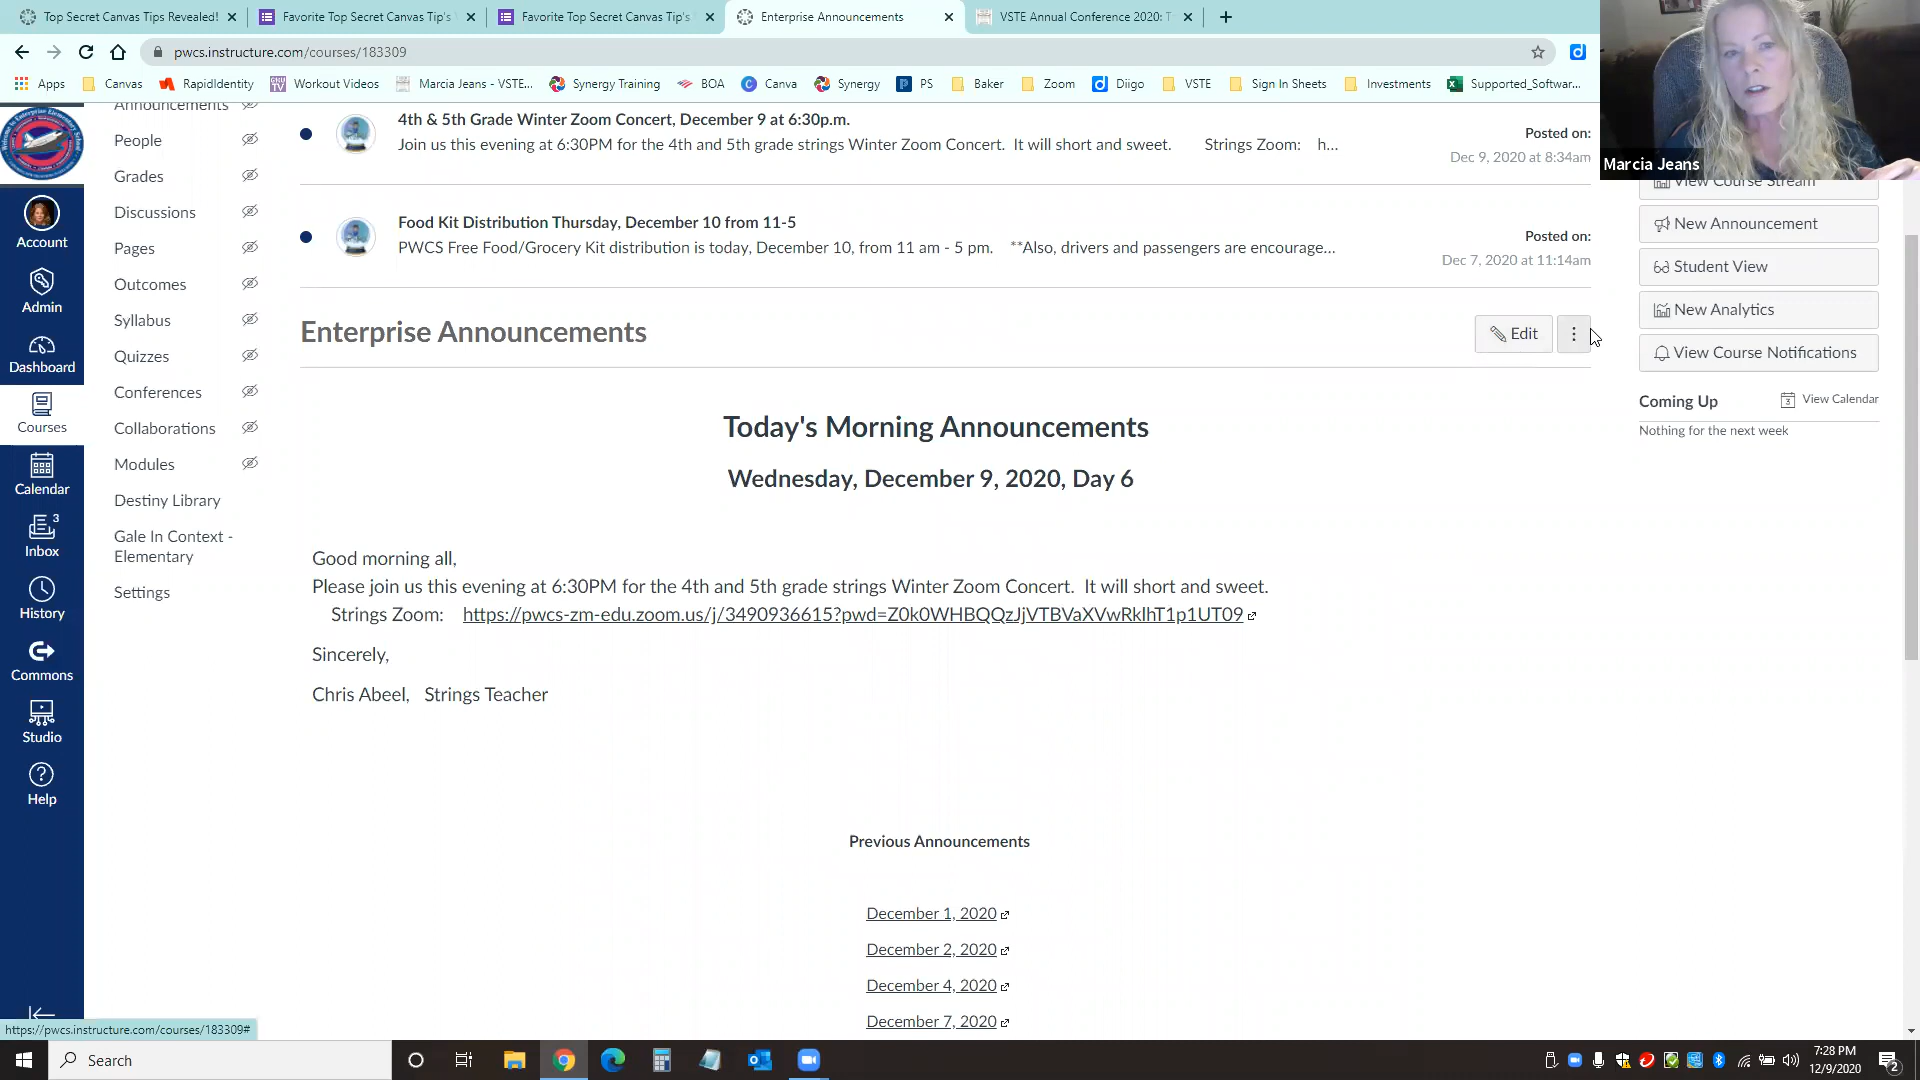 Top Secret Canvas Tips Revealed!
Favorite Top Secret Canvas Tip's
Favorite Top Secret Canvas Tip's
Enterprise Announcements
VSTE Annual Conference 2020: T
pwcs.instructure.com/courses/183309
Apps
Canvas
RapidIdentity
Workout Videos
Marcia Jeans - VSTE...
Synergy Training
BOA
Canva
Synergy
PS
Baker
Zoom
Diigo
VSTE
Sign In Sheets
Investments
Supported_Softwar...
Marcia Jeans
Account
Admin
Dashboard
Courses
Calendar
3
Inbox
History
Commons
Studio
Help
Announcements
People
Grades
Discussions
Pages
Outcomes
Syllabus
Quizzes
Conferences
Collaborations
Modules
Destiny Library
Gale In Context -
Elementary
Settings
4th & 5th Grade Winter Zoom Concert, December 9 at 6:30p.m.
Join us this evening at 6:30PM for the 4th and 5th grade strings Winter Zoom Concert. It will short and sweet. Strings Zoom: h...
Posted on:
Dec 9, 2020 at 8:34am
Food Kit Distribution Thursday, December 10 from 11-5
PWCS Free Food/Grocery Kit distribution is today, December 10, from 11 am - 5 pm. **Also, drivers and passengers are encourage...
Posted on:
Dec 7, 2020 at 11:14am
Enterprise Announcements
Edit
Today's Morning Announcements
Wednesday, December 9, 2020, Day 6
Good morning all,
Please join us this evening at 6:30PM for the 4th and 5th grade strings Winter Zoom Concert. It will short and sweet.
Strings Zoom: https://pwcs-zm-edu.zoom.us/j/3490936615?pwd=Z0k0WHBQQzJjVTBVaXVwRklhT1p1UT09
Sincerely,
Chris Abeel, Strings Teacher
Previous Announcements
December 1, 2020
December 2, 2020
December 4, 2020
December 7, 2020
View Course Stream
New Announcement
Student View
New Analytics
View Course Notifications
Coming Up
3
View Calendar
Nothing for the next week
https://pwcs.instructure.com/courses/183309#
Search
7:28 PM
12/9/2020
2